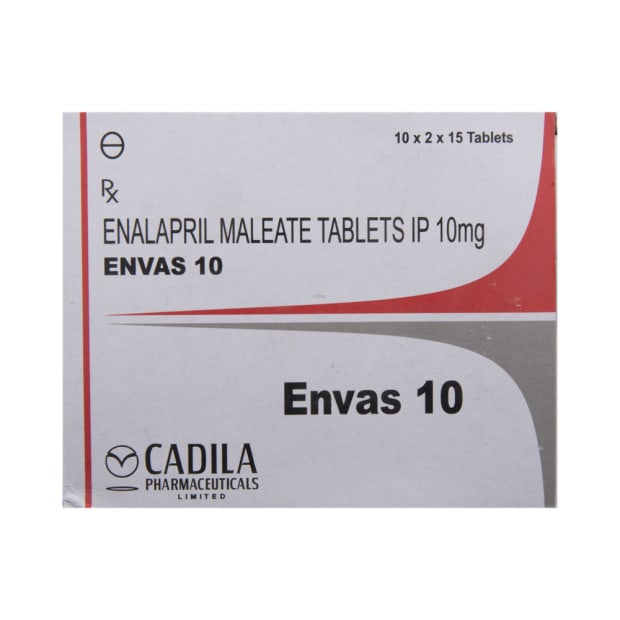 10 x 2 x 15 Tablets
Rx
ENALAPRIL MALEATE TABLETS IP 10mg
ENVAS 10
Envas 10
CADILA
PHARMACEUTICALS
LIMITED